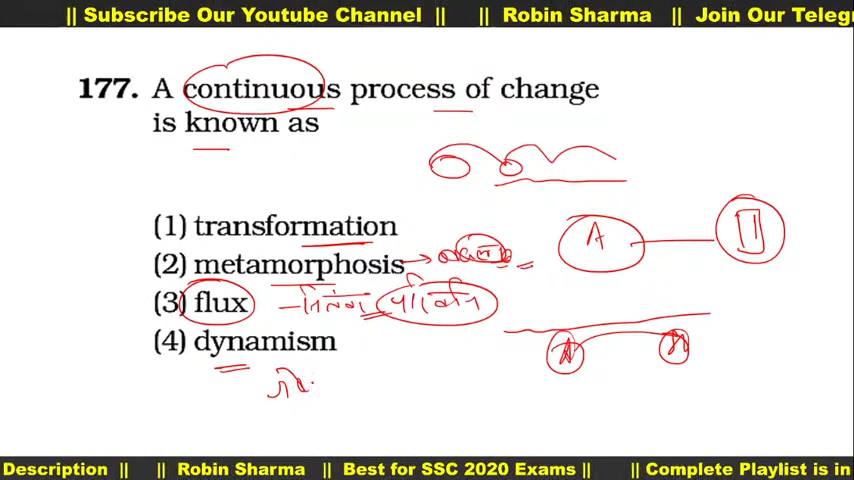 || Subscribe Our Youtube Channel || || Robin Sharma || Join Our Telegra
177. A continuous process of change
is known as
(1) transformation
(2) metamorphosis
(3) flux
(4) dynamism
A
Description || || Robin Sharma || Best for SSC 2020 Exams || || Complete Playlist is in